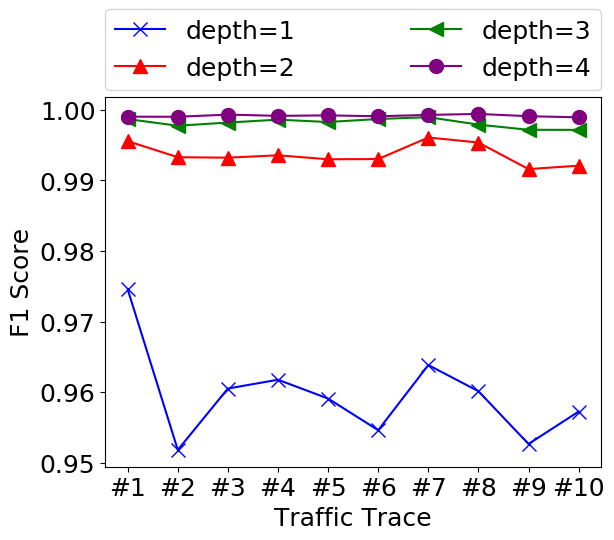 depth=1 depth=3
depth=2 depth=4
1.00
0.99
0.98
0.97
0.96
0.95
F1 Score
#1 #2 #3 #4 #5 #6 #7 #8 #9 #10
Traffic Trace